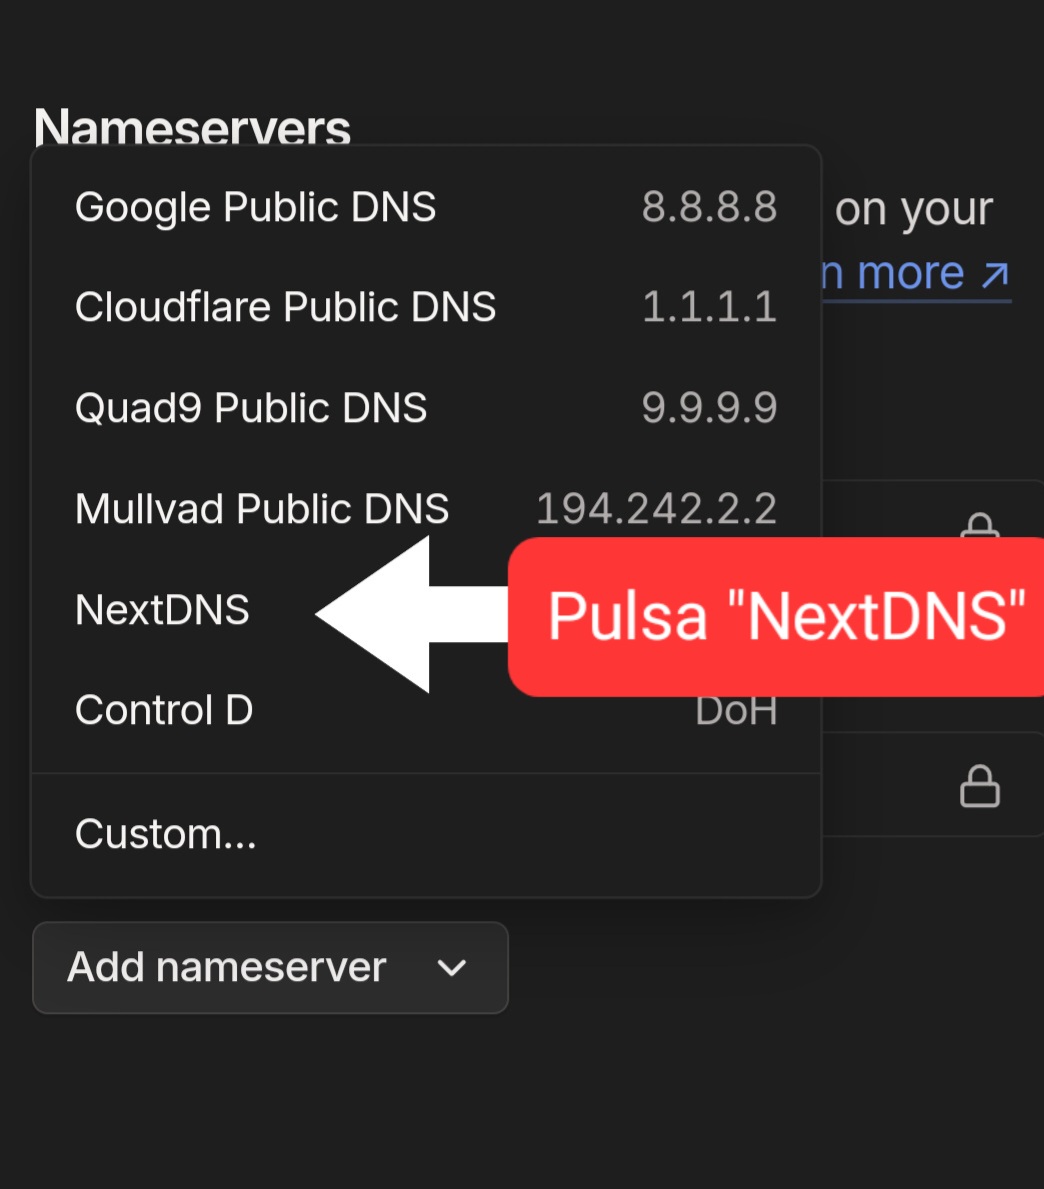 Nameservers
Google Public DNS 8.8.8.8
on your
Cloudflare Public DNS 1.1.1.1
n more ↗
Quad9 Public DNS 9.9.9.9
Mullvad Public DNS 194.242.2.2
NextDNS
Pulsa "NextDNS"
Control D DoH
Custom...
Add nameserver